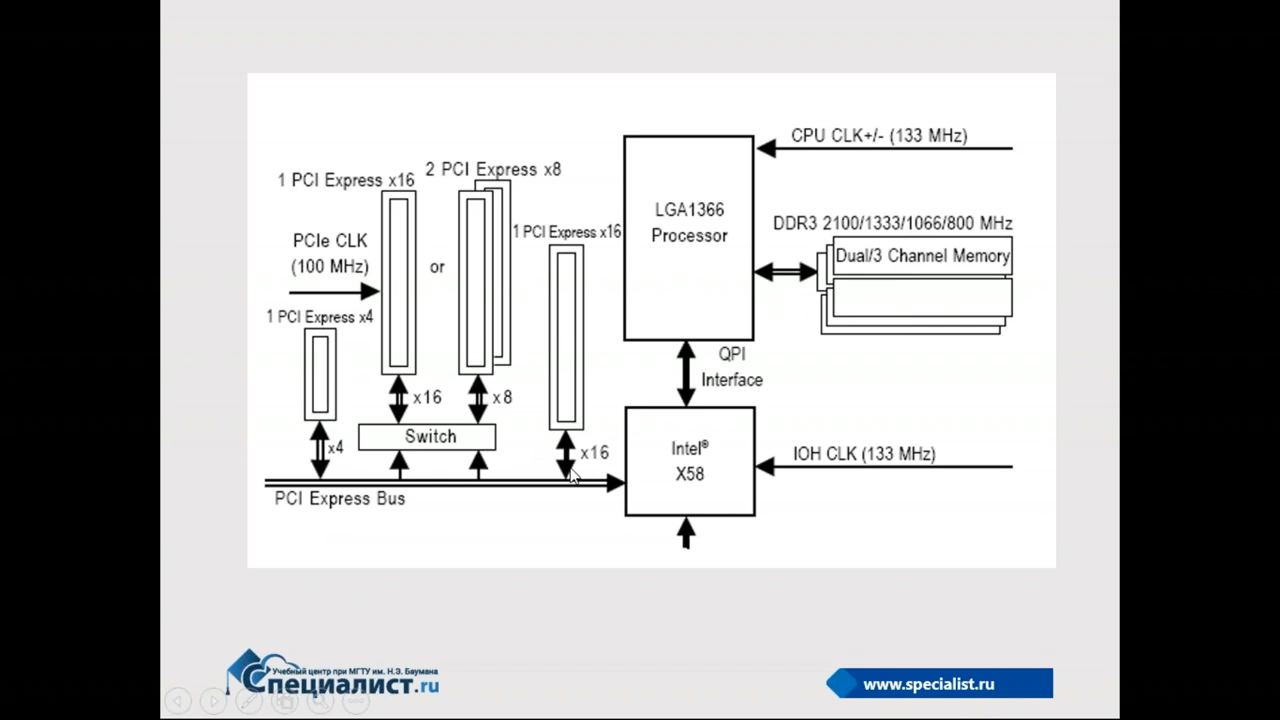 CPU CLK+/- (133 MHz)
2 PCI Express x8
1 PCI Express x16
LGA1366
Processor
DDR3 2100/1333/1066/800 MHz
1 PCI Express x16
PCIe CLK
(100 MHz)
or
Dual/3 Channel Memory
1 PCI Express x4
QPI
Interface
x16
x8
Switch
x4
x16
Intel®
X58
IOH CLK (133 MHz)
PCI Express Bus
Учебный центр при МГТУ им. Н.Э. Баумана
Специалист.ru
www.specialist.ru